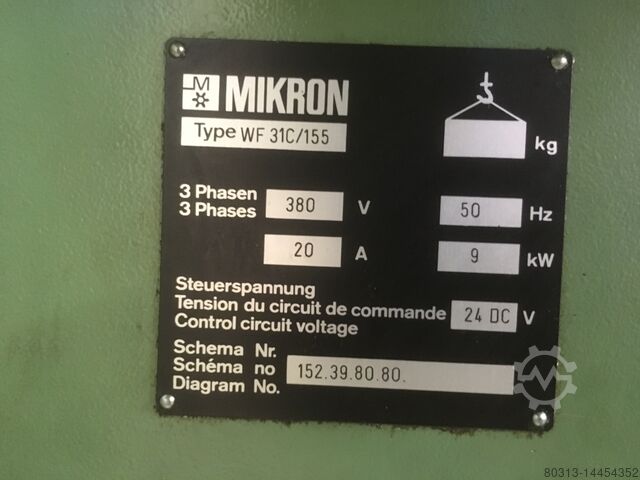 M MIKRON
Type WF 31C/155
kg
3 Phasen
3 Phases 380 V 50 Hz
20 A 9 kW
Steuerspannung
Tension du circuit de commande 24 DC V
Control circuit voltage
Schema Nr.
Schéma no 152.39.80.80.
Diagram No.
80313-14454352